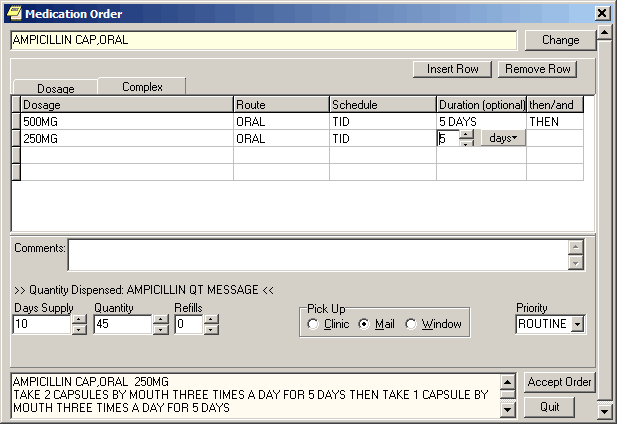 Medication Order
AMPICILLIN CAP,ORAL
Change
Insert Row
Remove Row
Dosage
Complex
Dosage Route Schedule Duration (optional) then/and
500MG ORAL TID 5 DAYS THEN
250MG ORAL TID 5 days
Comments:
>> Quantity Dispensed: AMPICILLIN QT MESSAGE <<
Days Supply Quantity Refills Pick Up Priority
10 45 0 Clinic Mail Window ROUTINE
AMPICILLIN CAP,ORAL  250MG
TAKE 2 CAPSULES BY MOUTH THREE TIMES A DAY FOR 5 DAYS THEN TAKE 1 CAPSULE BY
MOUTH THREE TIMES A DAY FOR 5 DAYS
Accept Order
Quit